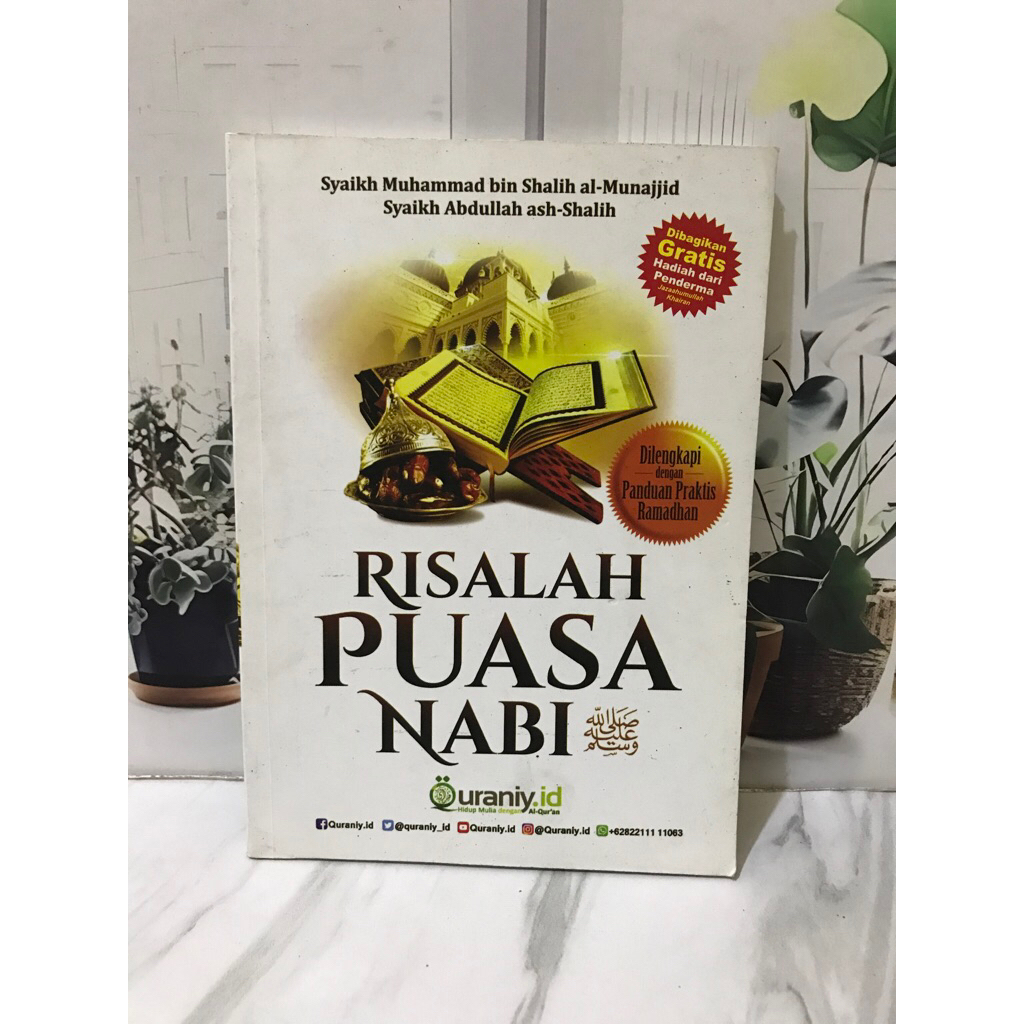 Syaikh Muhammad bin Shalih al-Munajjid
Syaikh Abdullah ash-Shalih
Dibagikan
Gratis
Hadiah dari
Penderma
Jazaahumullah
Khairan
Dilengkapi
dengan
Panduan Praktis
Ramadhan
RISALAH
PUASA
NABI صلى الله عليه وسلم
Quraniy.id
Hidup Mulia dengan Al-Qur'an
Quraniy.id @quraniy_id Quraniy.id @Quraniy.id +62822111 11063